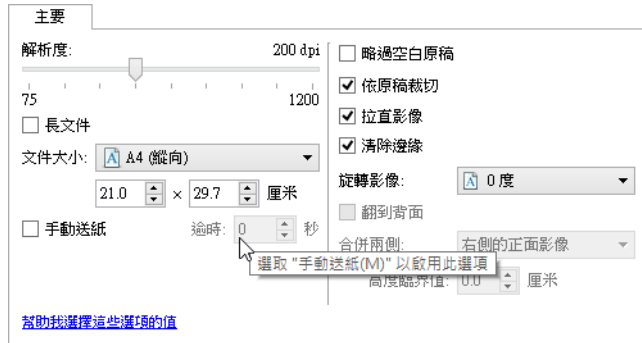 主要
解析度: 200 dpi
75 1200
長文件
文件大小: A4 (縱向)
21.0 × 29.7 厘米
手動送紙 逾時: 0 秒
選取 "手動送紙(M)" 以啟用此選項
幫助我選擇這些選項的值
略過空白原稿
依原稿裁切
拉直影像
清除邊緣
旋轉影像: 0 度
翻到背面
合併兩側: 右側的正面影像
高度臨界值: 0.0 厘米